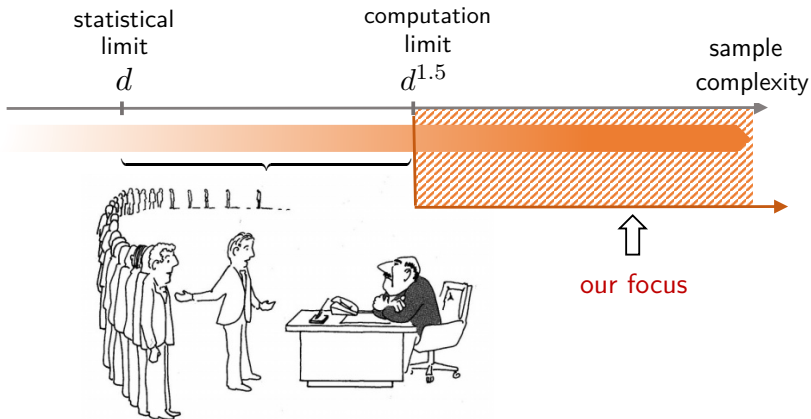 statistical
limit
d
computation
limit
d^{1.5}
sample
complexity
our focus